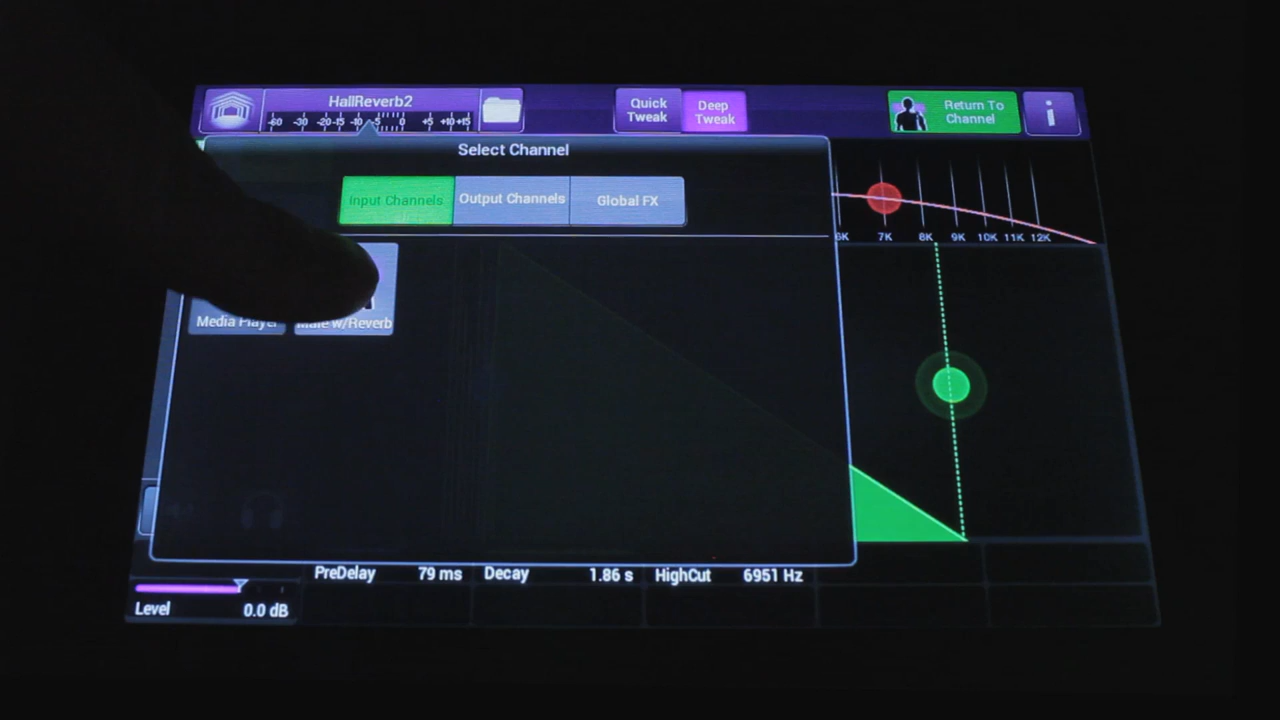 HallReverb2
-60 -30 -20 -15 -10 -5 0 +5 +10 +15
Quick
Tweak
Deep
Tweak
Return To
Channel
i
Select Channel
Input Channels
Output Channels
Global FX
6K 7K 8K 9K 10K 11K 12K
Media Player
Male w/Reverb
PreDelay 79 ms
Decay 1.86 s
HighCut 6951 Hz
Level 0.0 dB